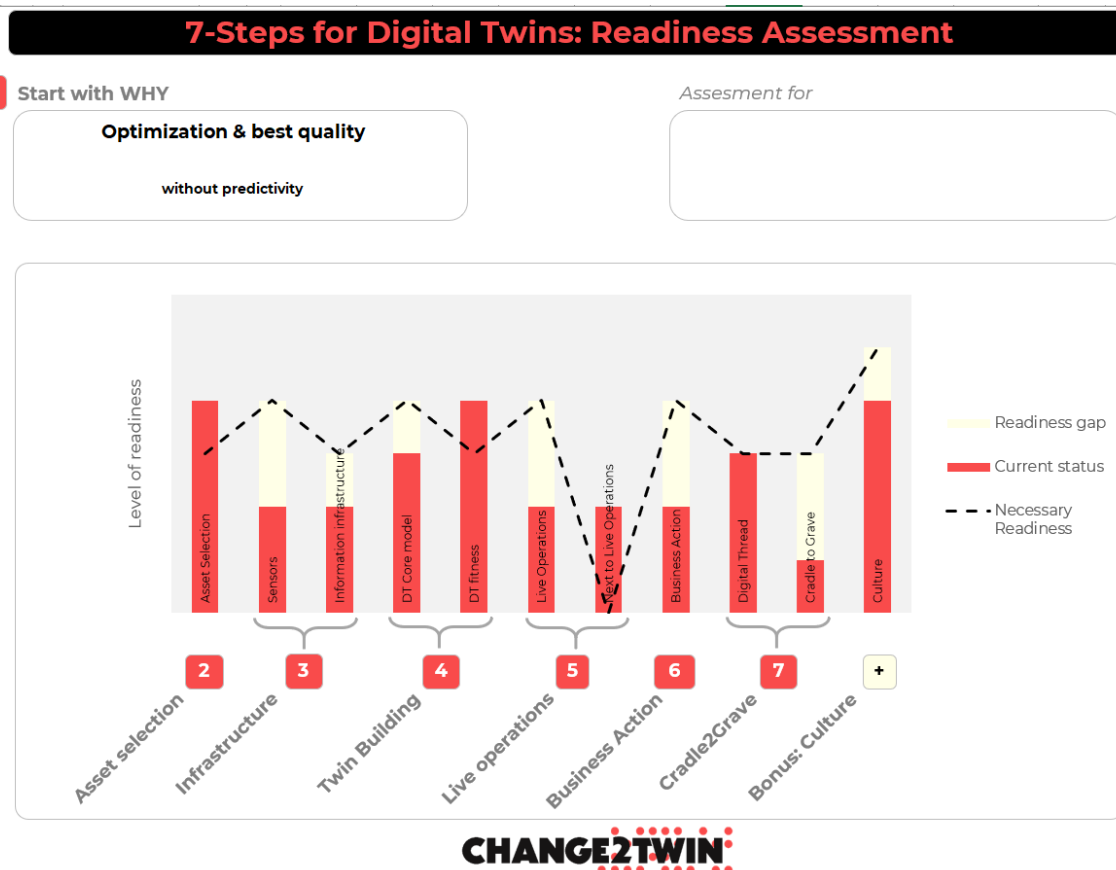 7-Steps for Digital Twins: Readiness Assessment
Start with WHY
Assesment for
Optimization & best quality
without predictivity
Level of readiness
Asset Selection
Sensors
Information infrastructure
DT Core model
DT fitness
Live Operations
Next to Live Operations
Business Action
Digital Thread
Cradle to Grave
Culture
Readiness gap
Current status
Necessary
Readiness
2
3
4
5
6
7
+
Asset selection
Infrastructure
Twin Building
Live operations
Business Action
Cradle2Grave
Bonus: Culture
CHANGE2TWIN